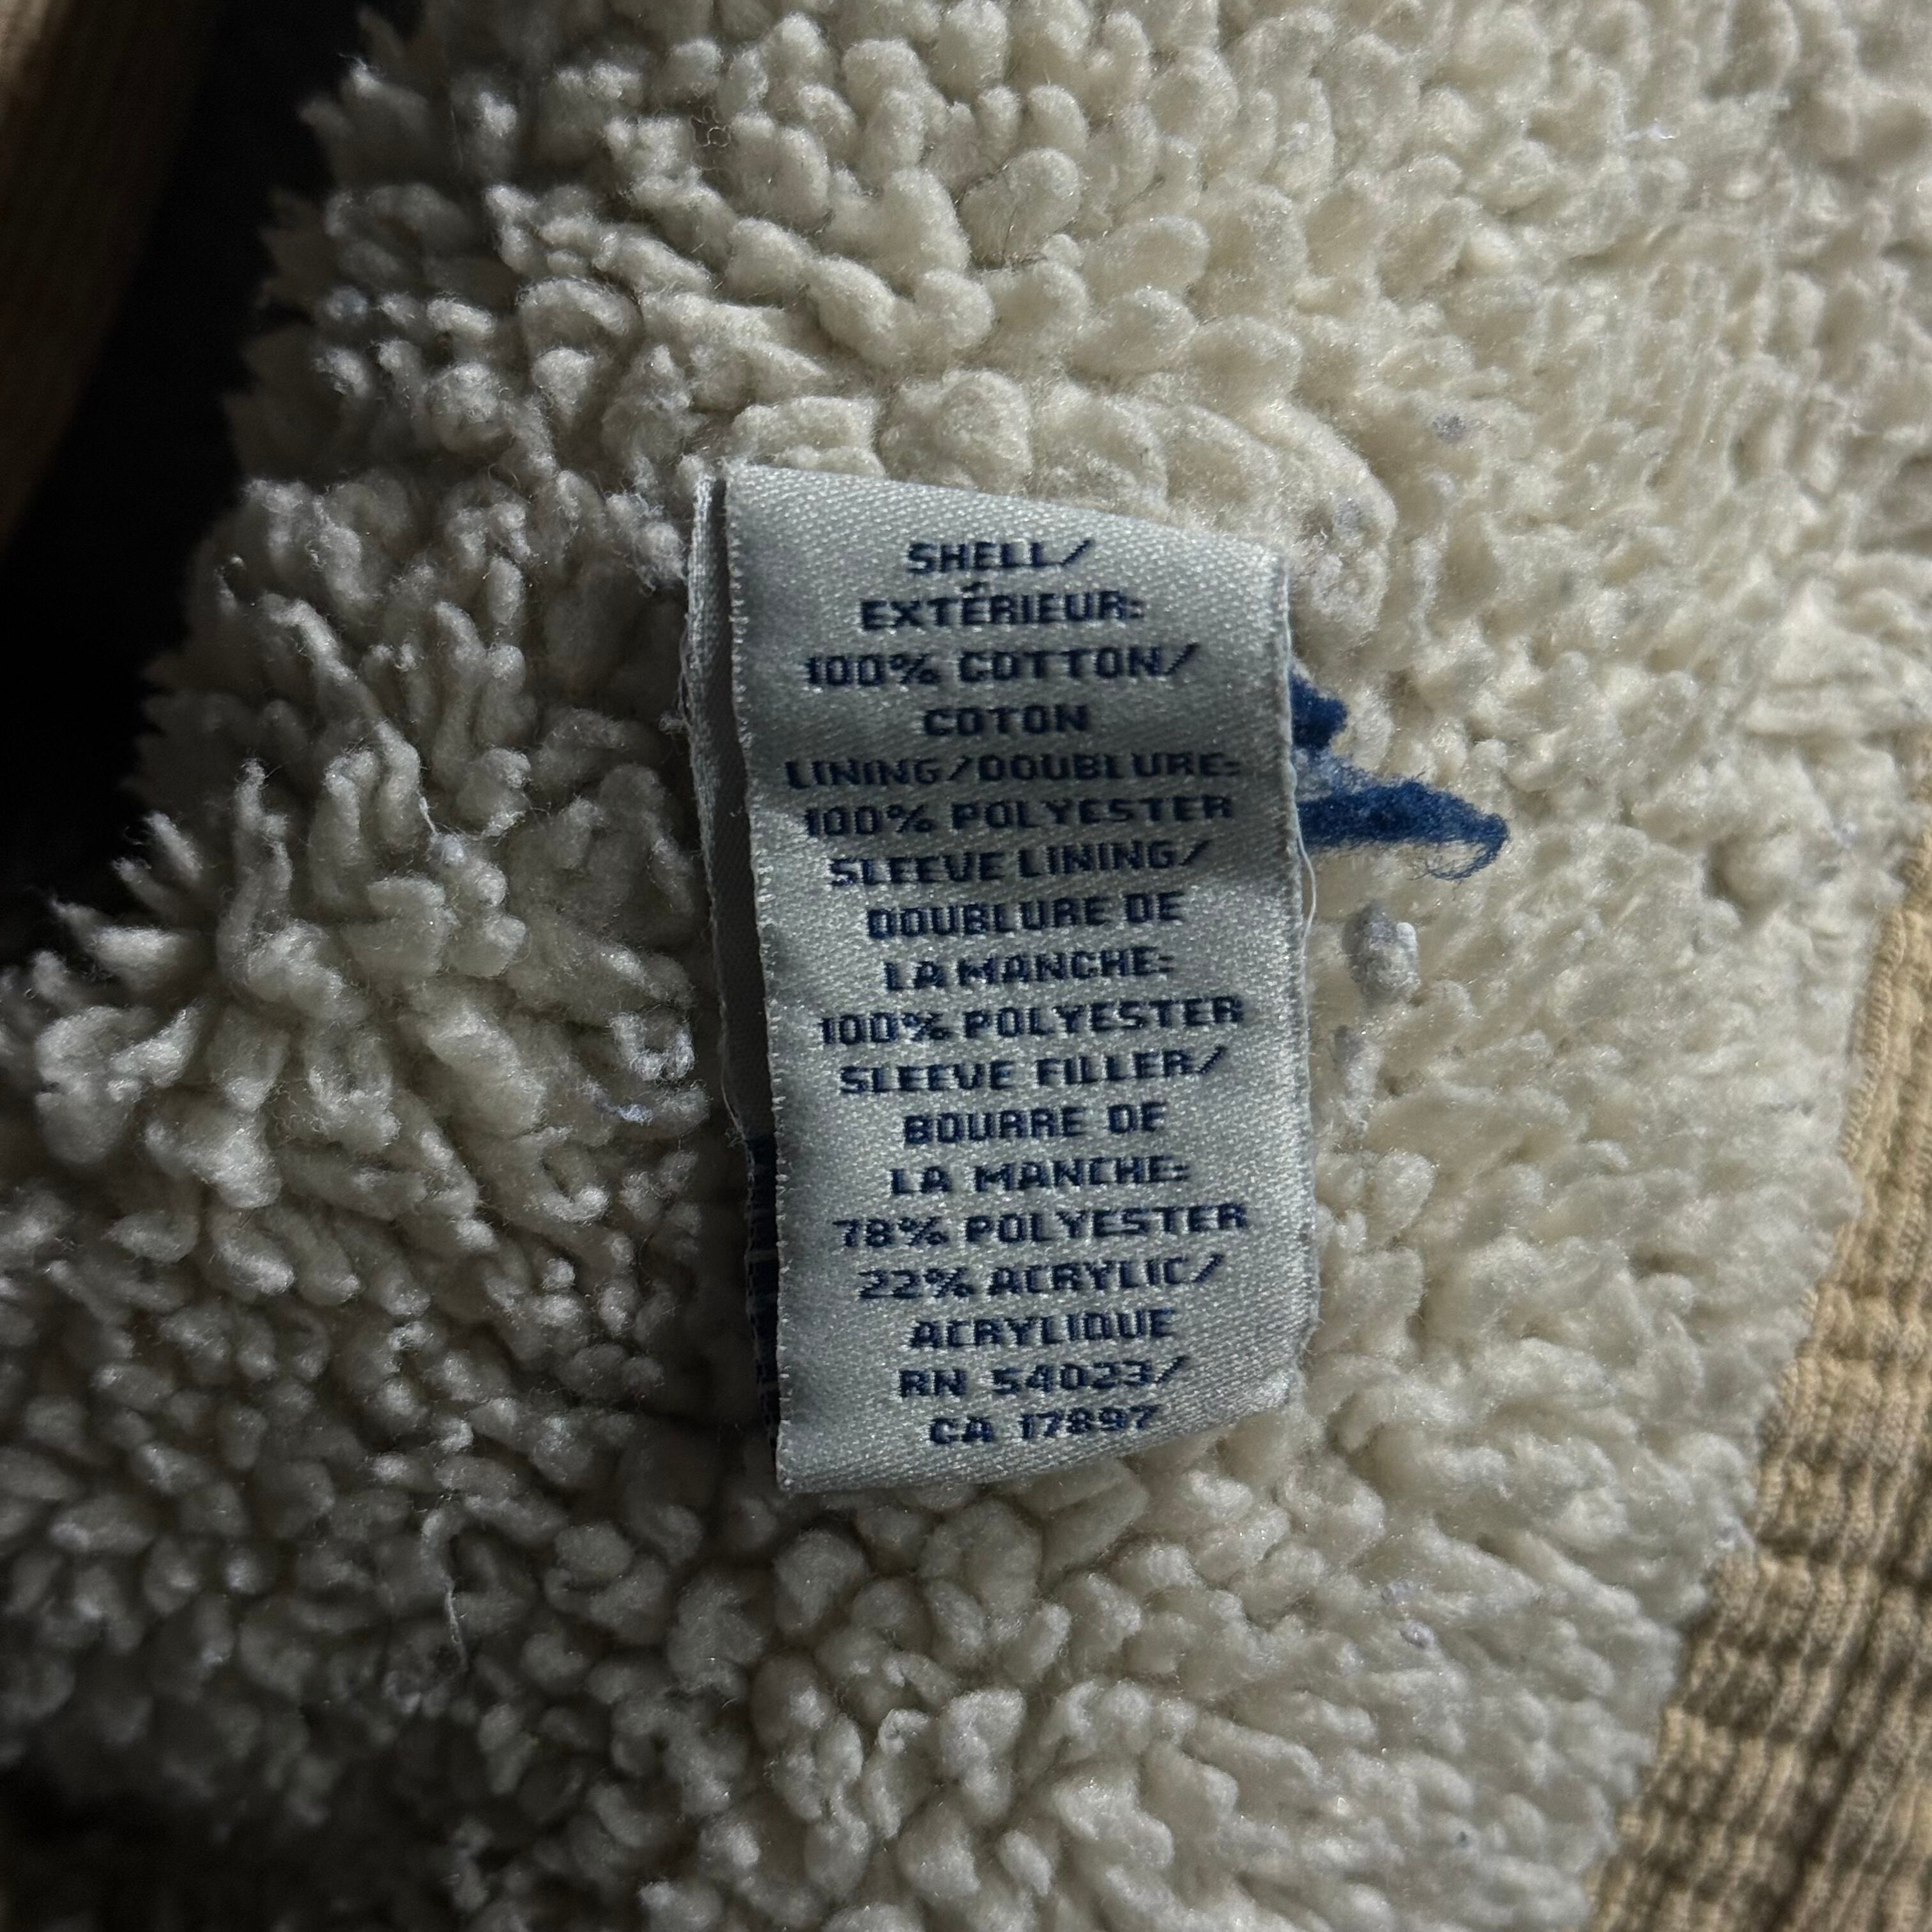 SHELL/
EXTÉRIEUR:
100% COTTON/
COTON
LINING/DOUBLURE:
100% POLYESTER
SLEEVE LINING/
DOUBLURE DE
LA MANCHE:
100% POLYESTER
SLEEVE FILLER/
BOURRE DE
LA MANCHE:
78% POLYESTER
22% ACRYLIC/
ACRYLIQUE
RN 54023/
CA 17897